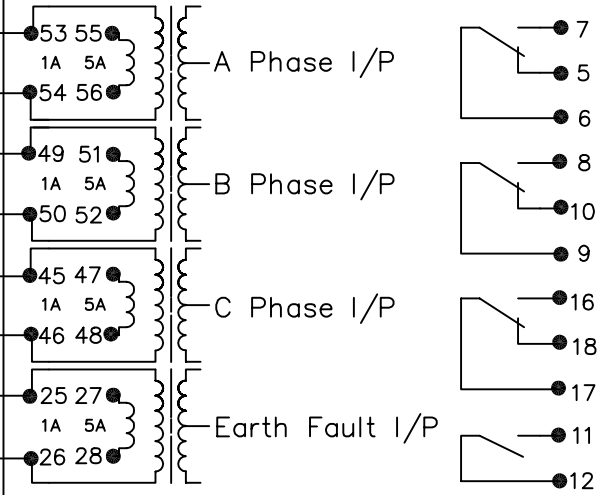 53 55
1A 5A
54 56
A Phase I/P
49 51
1A 5A
50 52
B Phase I/P
45 47
1A 5A
46 48
C Phase I/P
25 27
1A 5A
26 28
Earth Fault I/P
7
5
6
8
10
9
16
18
17
11
12